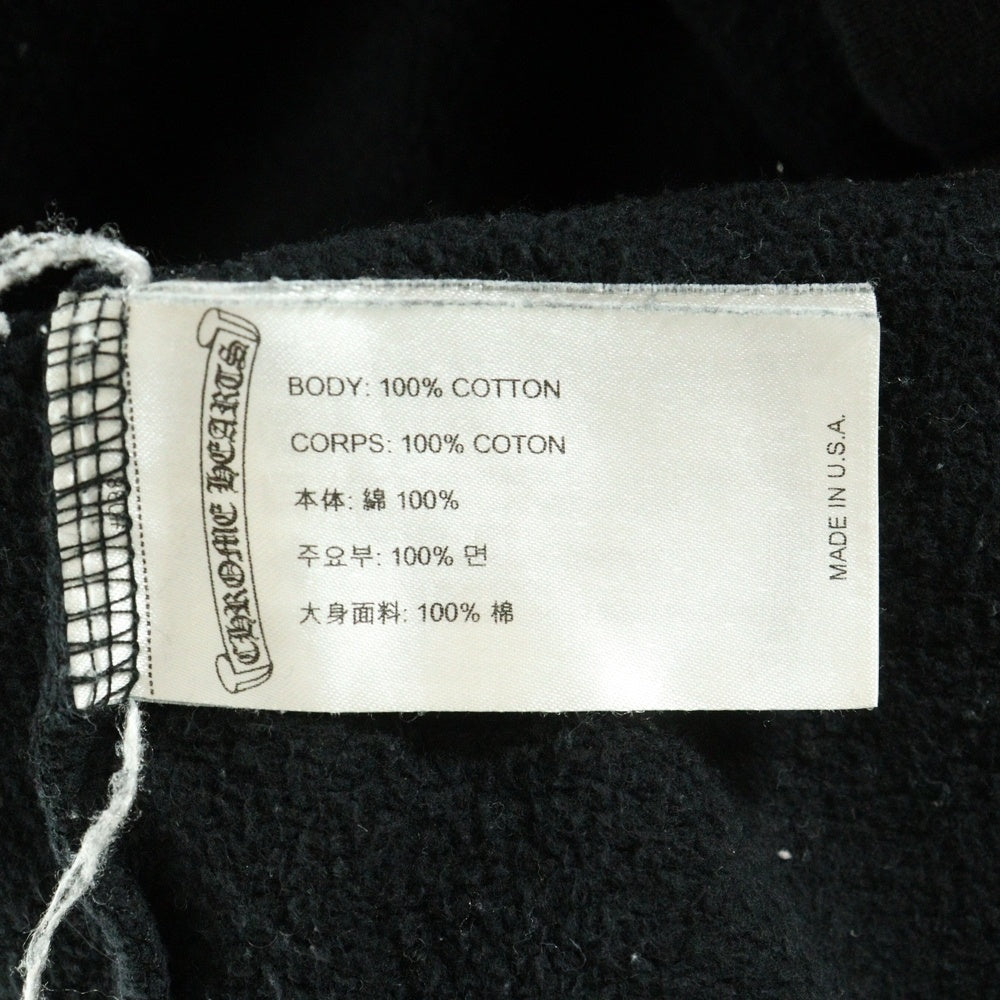 CHROME HEARTS
BODY: 100% COTTON
CORPS: 100% COTON
本体: 綿 100%
주요부: 100% 면
大身面料: 100% 棉
MADE IN U.S.A.